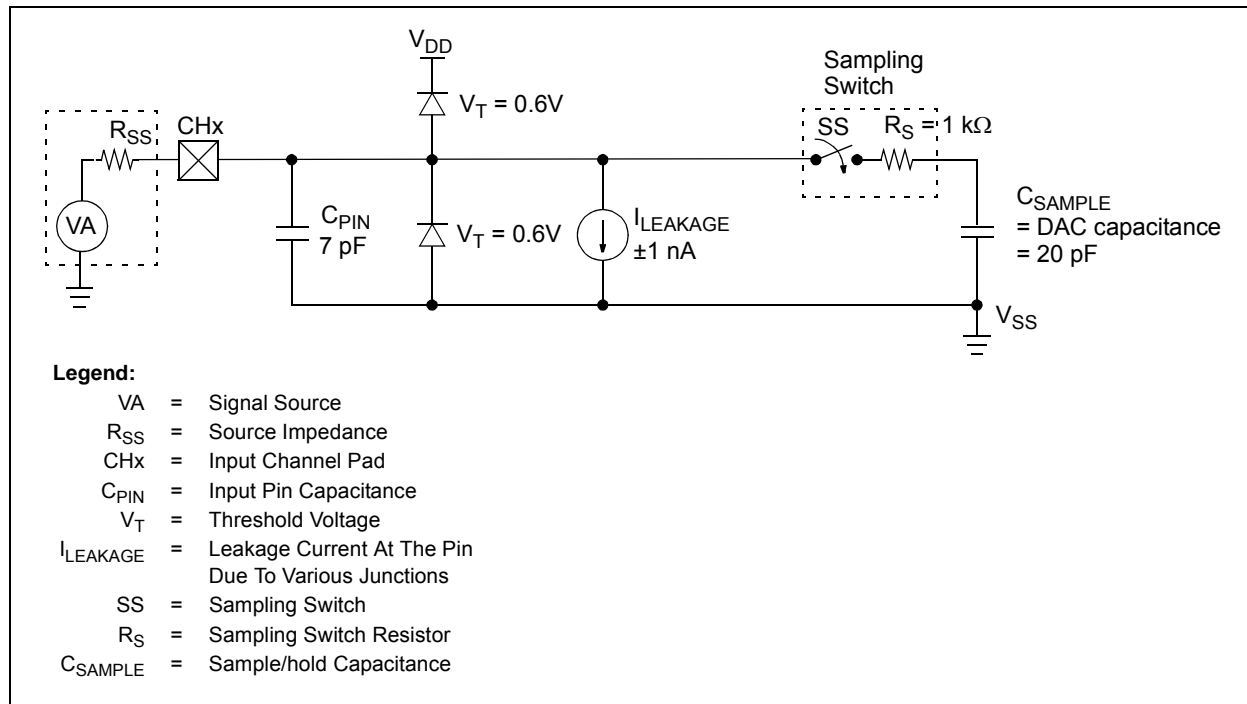 V_DD
Sampling
Switch
V_T = 0.6V
R_SS
CHx
SS
R_S = 1 kΩ
VA
C_PIN
7 pF
V_T = 0.6V
I_LEAKAGE
±1 nA
C_SAMPLE
= DAC capacitance
= 20 pF
V_SS
Legend:
VA = Signal Source
R_SS = Source Impedance
CHx = Input Channel Pad
C_PIN = Input Pin Capacitance
V_T = Threshold Voltage
I_LEAKAGE = Leakage Current At The Pin
Due To Various Junctions
SS = Sampling Switch
R_S = Sampling Switch Resistor
C_SAMPLE = Sample/hold Capacitance